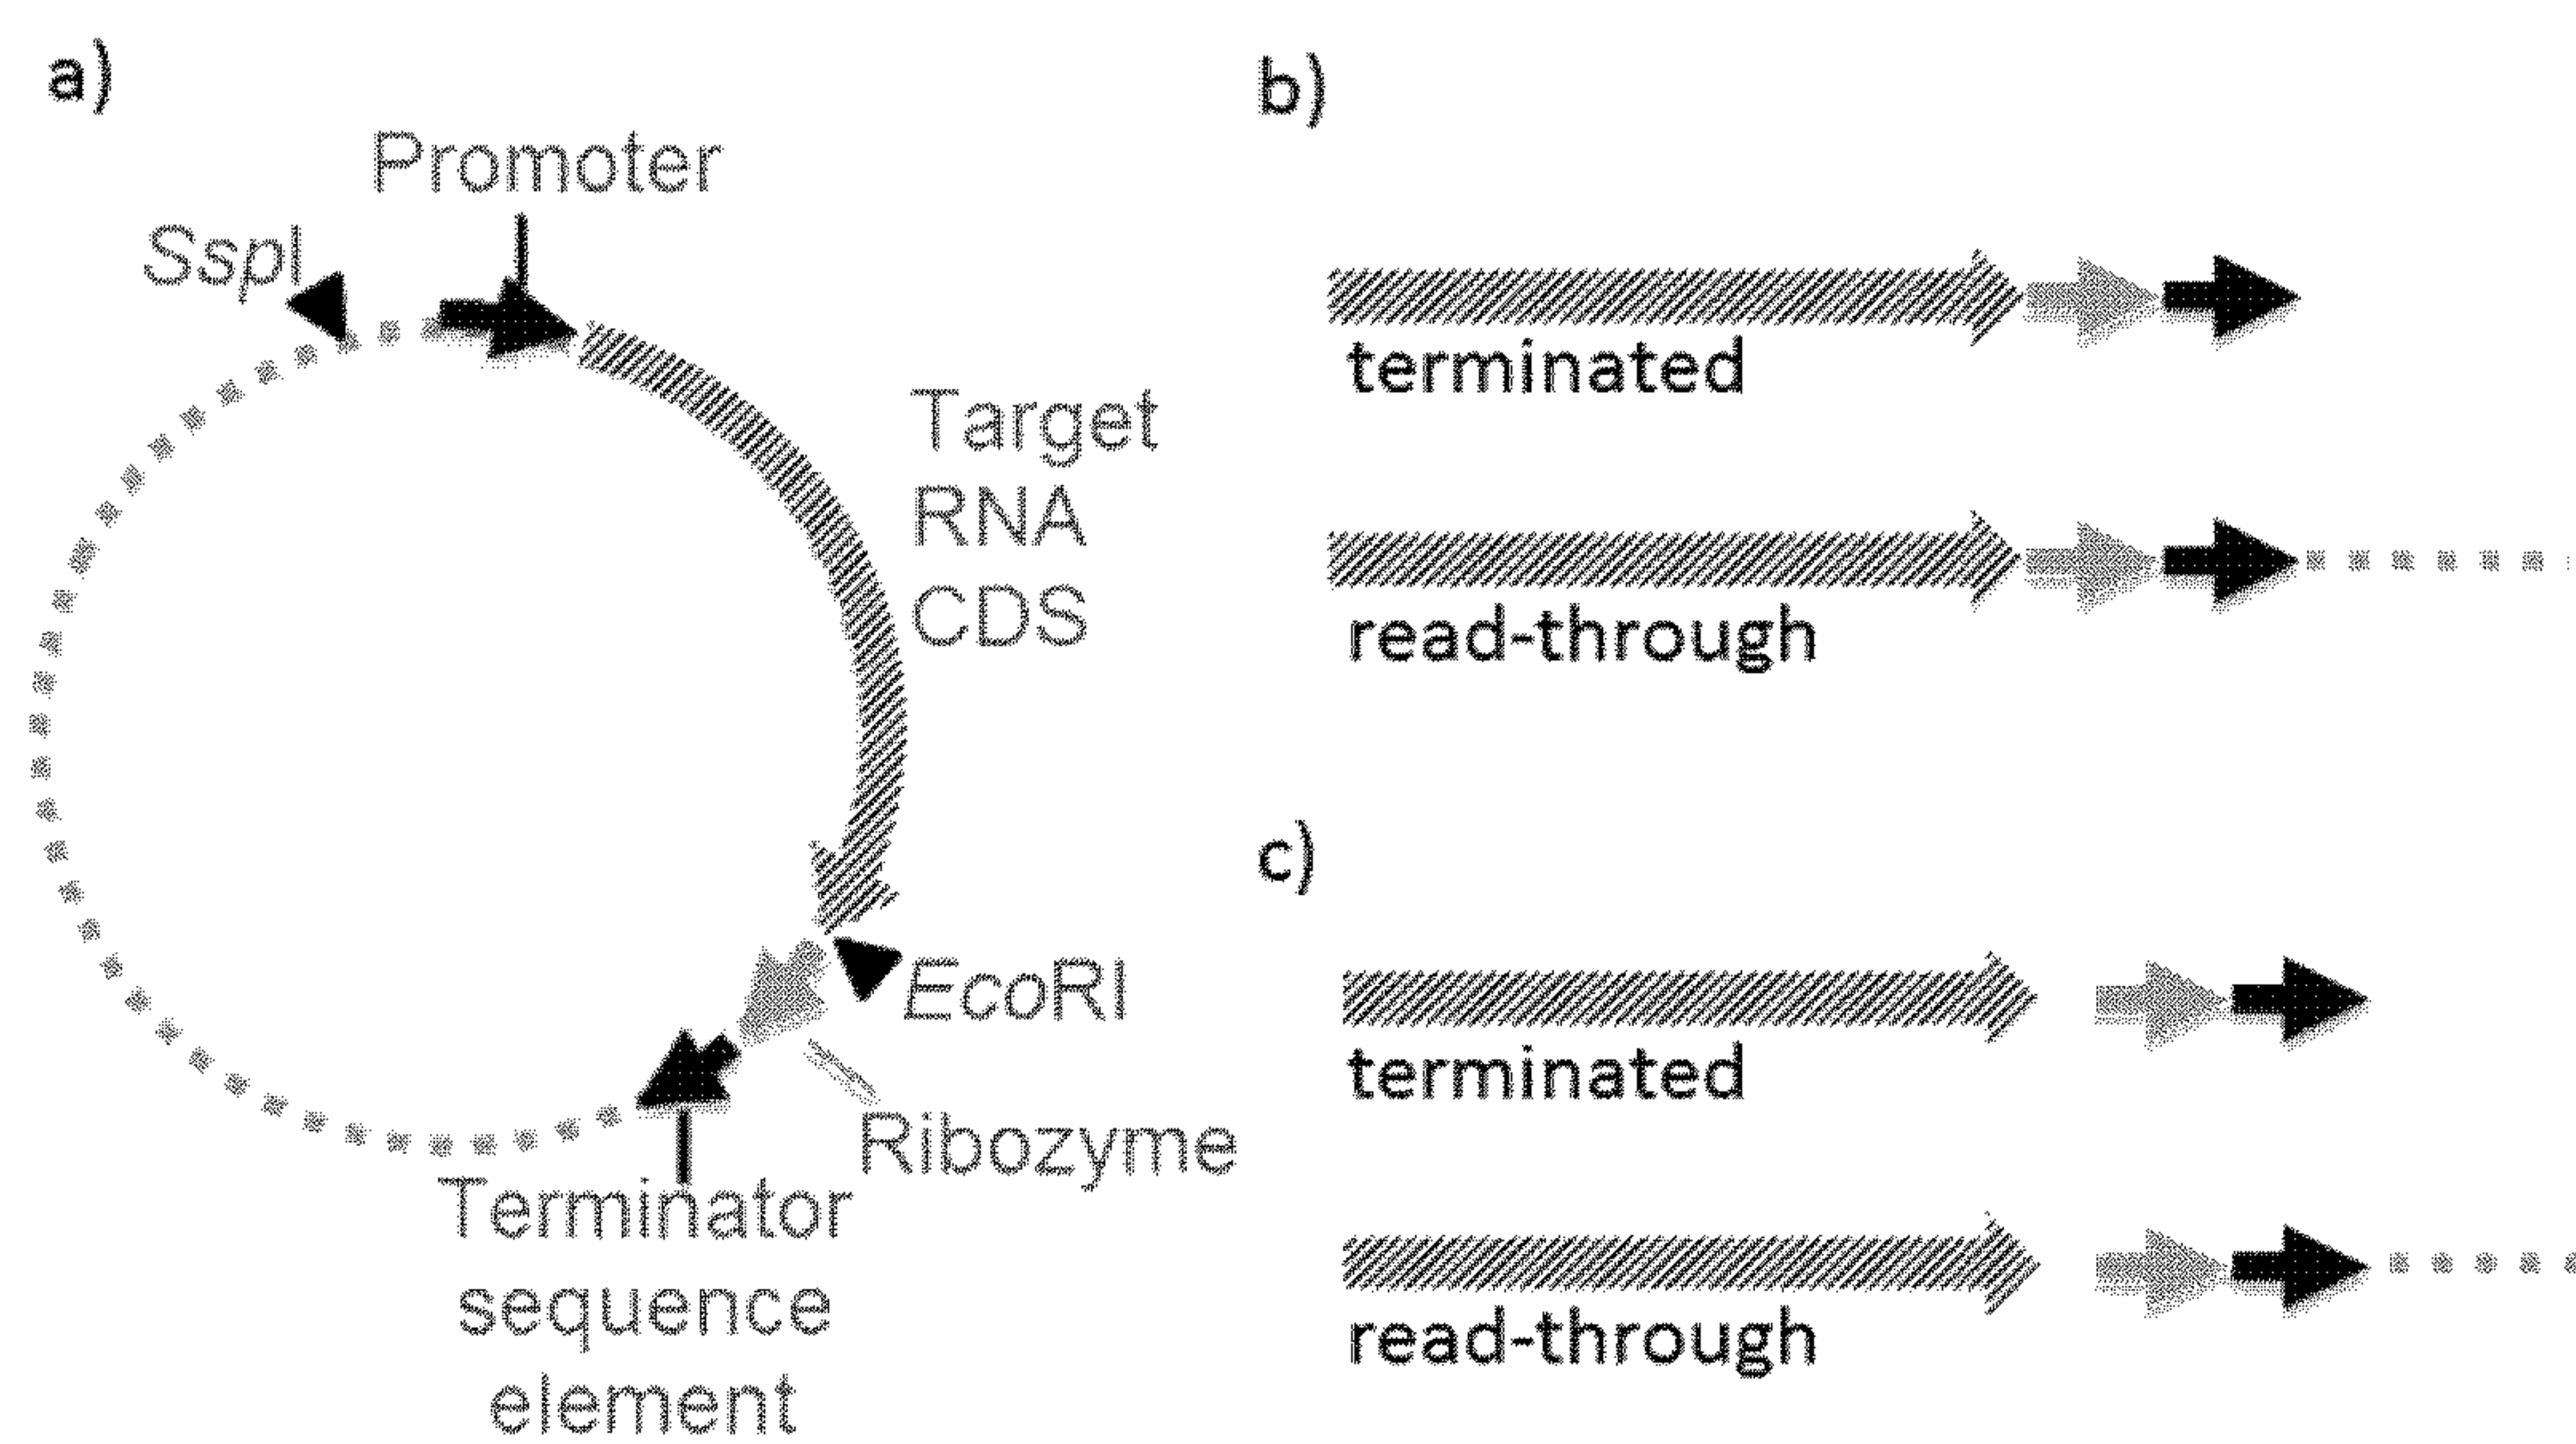 a)
Promoter
SspI
Target
RNA
CDS
EcoRI
Ribozyme
Terminator
sequence
element
b)
terminated
read-through
c)
terminated
read-through